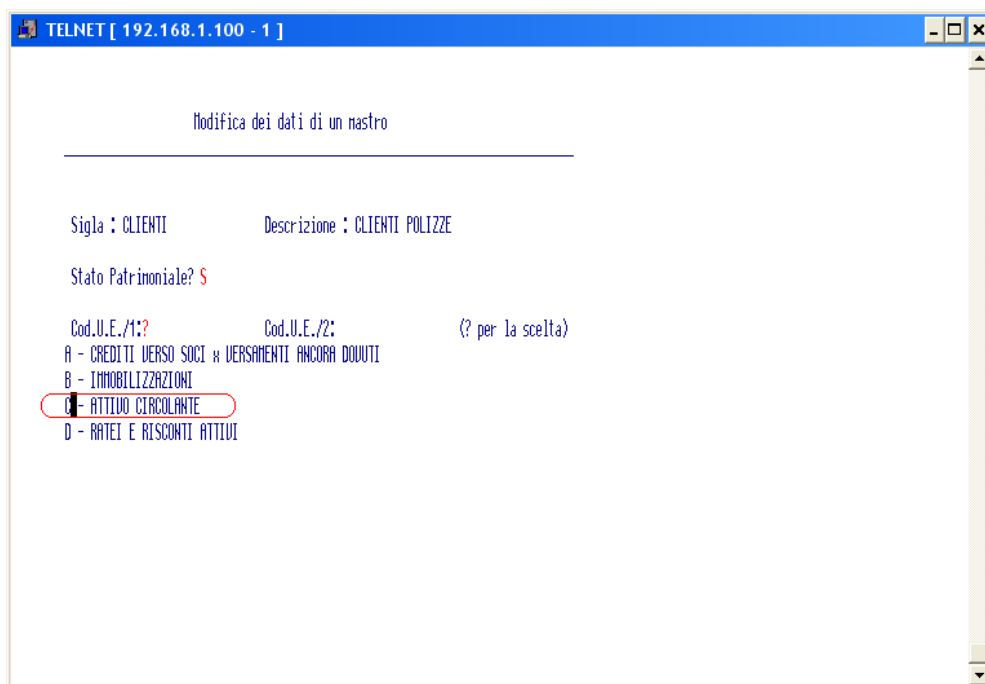 TELNET [ 192.168.1.100 - 1 ]
Modifica dei dati di un mastro
Sigla : CLIENTI Descrizione : CLIENTI POLIZZE
Stato Patrimoniale? S
Cod.U.E./1:? Cod.U.E./2: (? per la scelta)
A - CREDITI VERSO SOCI x VERSAMENTI ANCORA DOVUTI
B - IMMOBILIZZAZIONI
C - ATTIVO CIRCOLANTE
D - RATEI E RISCONTI ATTIVI